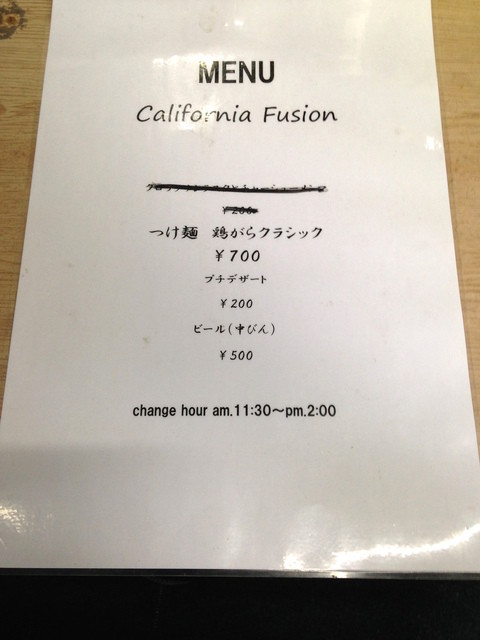 MENU
California Fusion
つけ麺 鶏がらクラシック
¥700
プチデザート
¥200
ビール(中びん)
¥500
change hour am.11:30〜pm.2:00